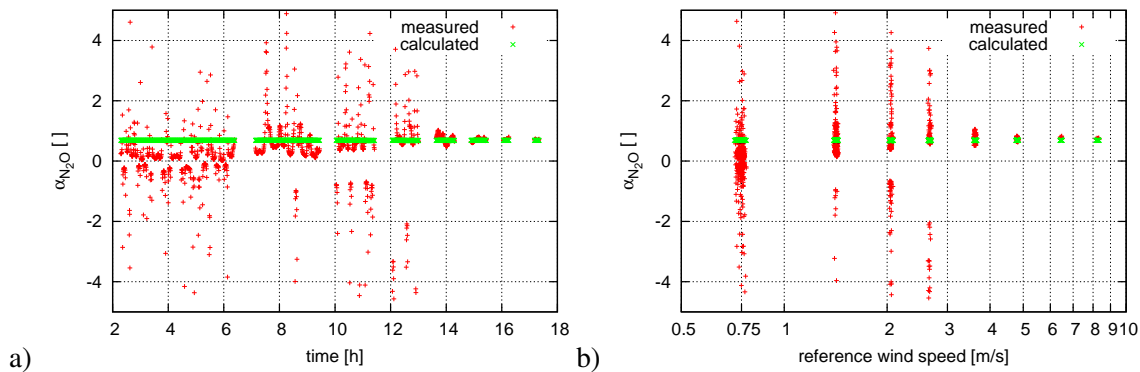 measured
calculated
4
2
0
-2
-4
αN2O [ ]
2 4 6 8 10 12 14 16 18
time [h]
a)
measured
calculated
4
2
0
-2
-4
αN2O [ ]
0.5 0.75 1 2 3 4 5 6 7 8 9 10
reference wind speed [m/s]
b)